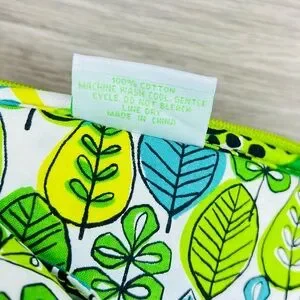 100% COTTON
MACHINE WASH COOL, GENTLE
CYCLE DO NOT BLEACH
LINE DRY
MADE IN CHINA